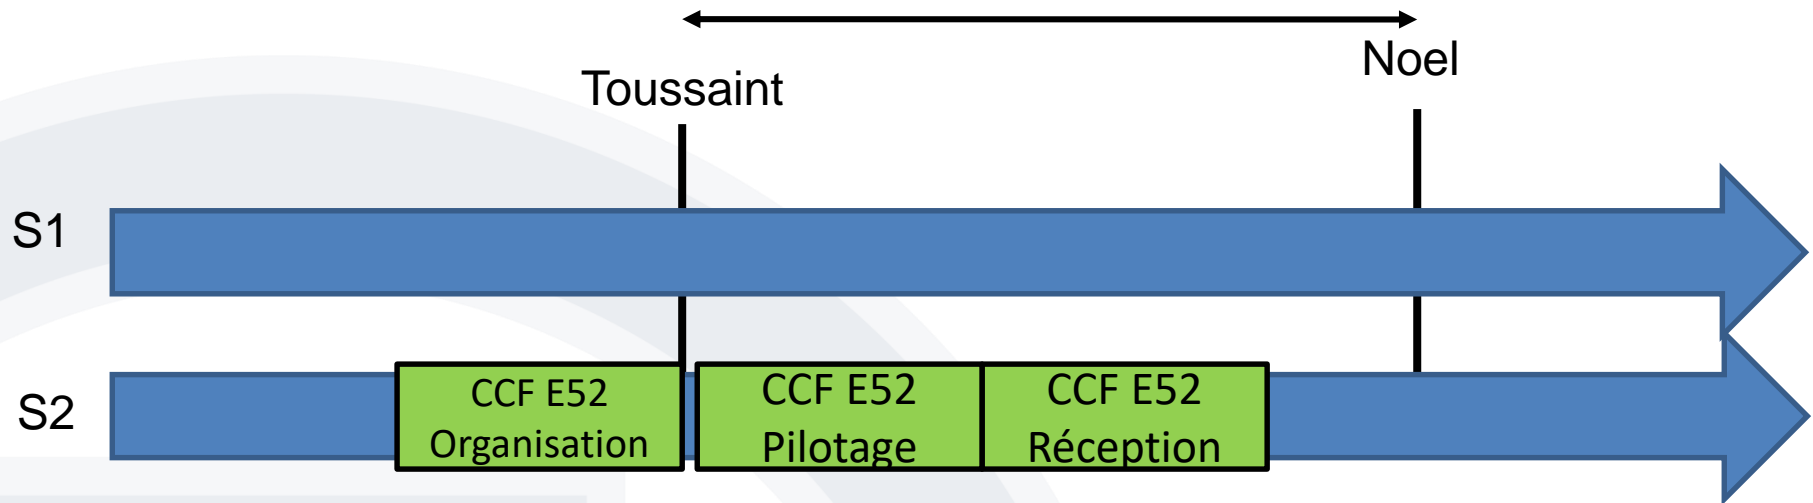 Noel
Toussaint
S1
S2
CCF E52
Organisation
CCF E52
Pilotage
CCF E52
Réception